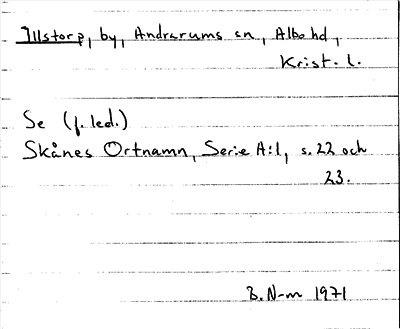 Illstorp, by, Andrarums sn, Albo hd,
Krist. l.
Se (f. led.)
Skånes Ortnamn, Serie A:1, s. 22 och
23.
B. N-m 1971